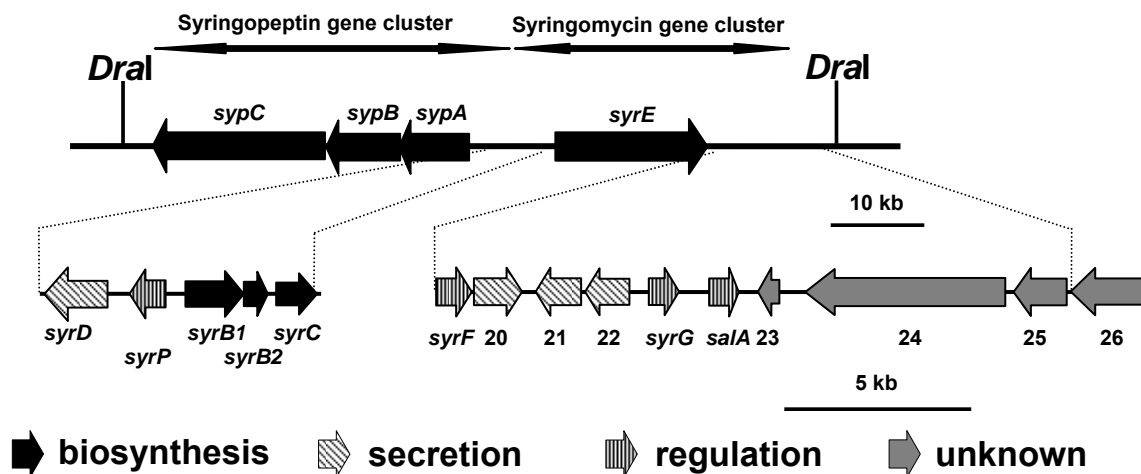 Syringopeptin gene cluster Syringomycin gene cluster
DraI DraI
sypC sypB sypA syrE
10 kb
syrD syrP syrB1 syrB2 syrC syrF 20 21 22 syrG salA 23 24 25 26
5 kb
biosynthesis secretion regulation unknown